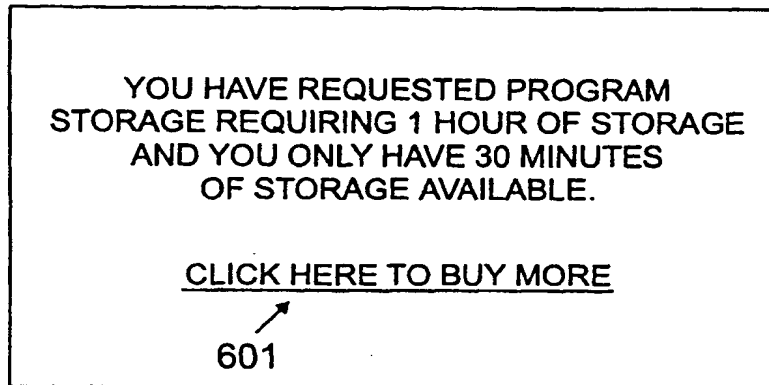 YOU HAVE REQUESTED PROGRAM
STORAGE REQUIRING 1 HOUR OF STORAGE
AND YOU ONLY HAVE 30 MINUTES
OF STORAGE AVAILABLE.
CLICK HERE TO BUY MORE
601